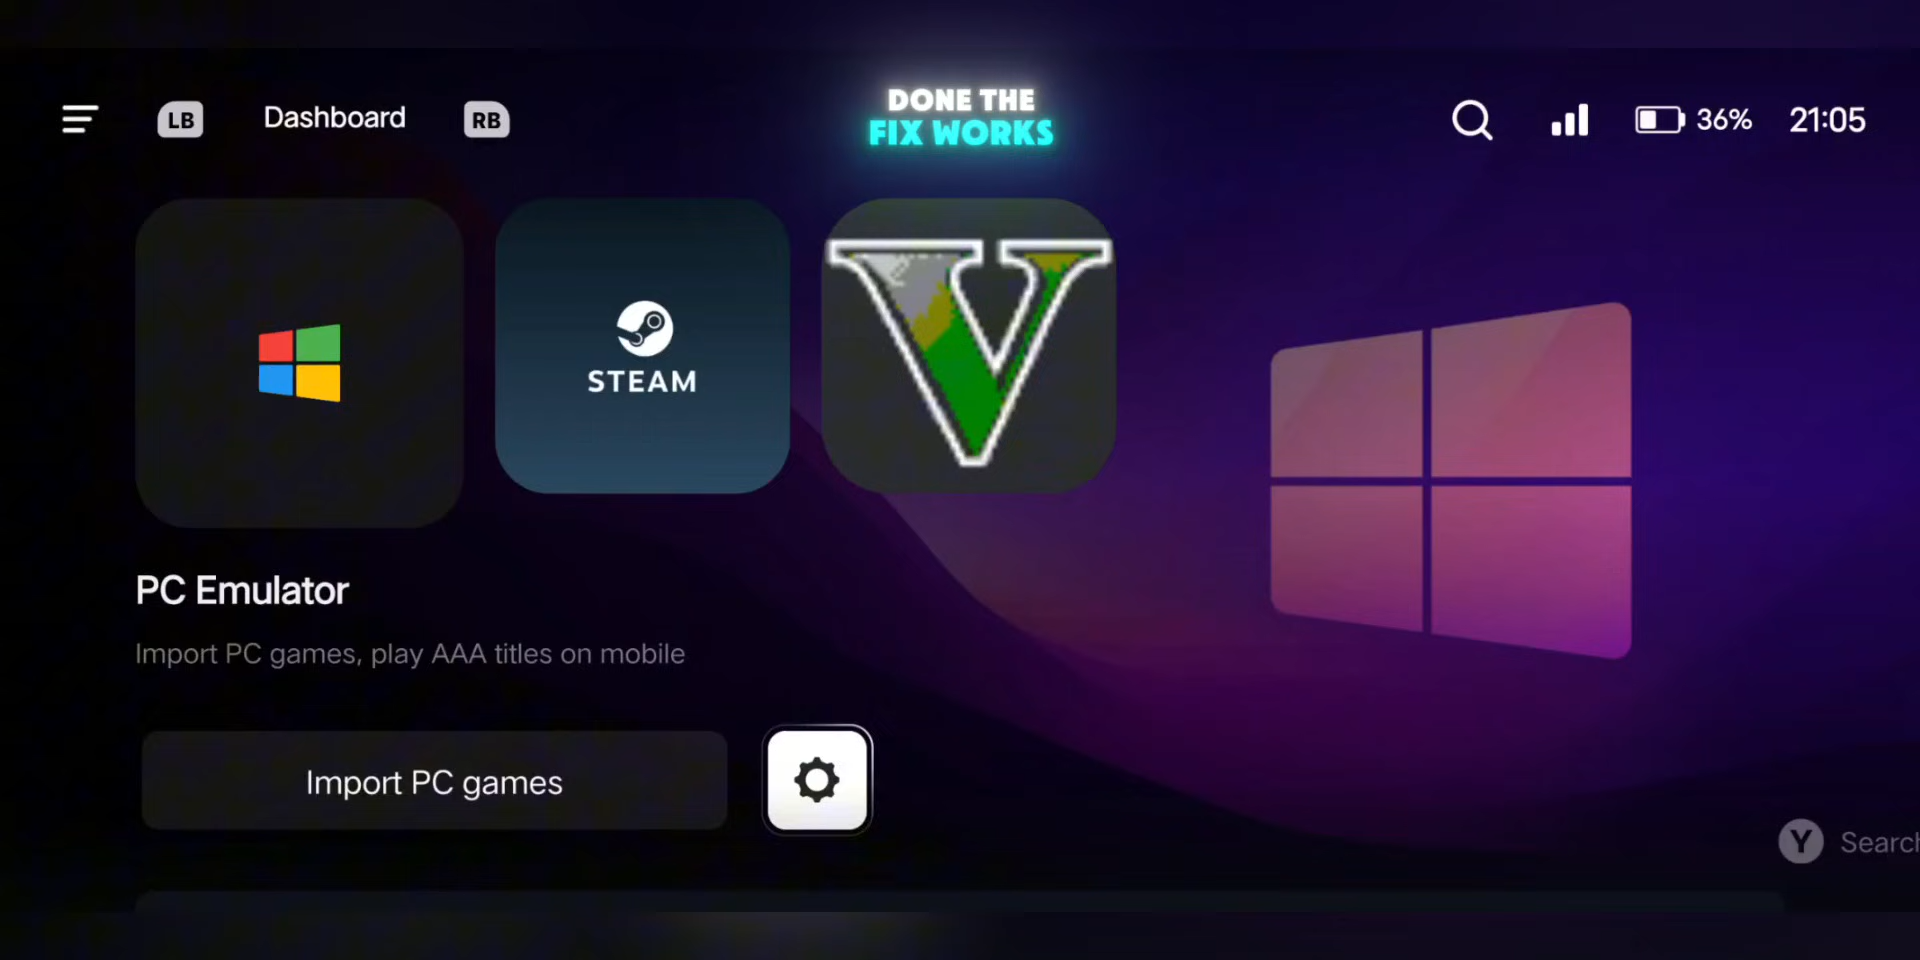 LB
Dashboard
RB
DONE THE
FIX WORKS
36%
21:05
STEAM
V
PC Emulator
Import PC games, play AAA titles on mobile
Import PC games
Y
Search